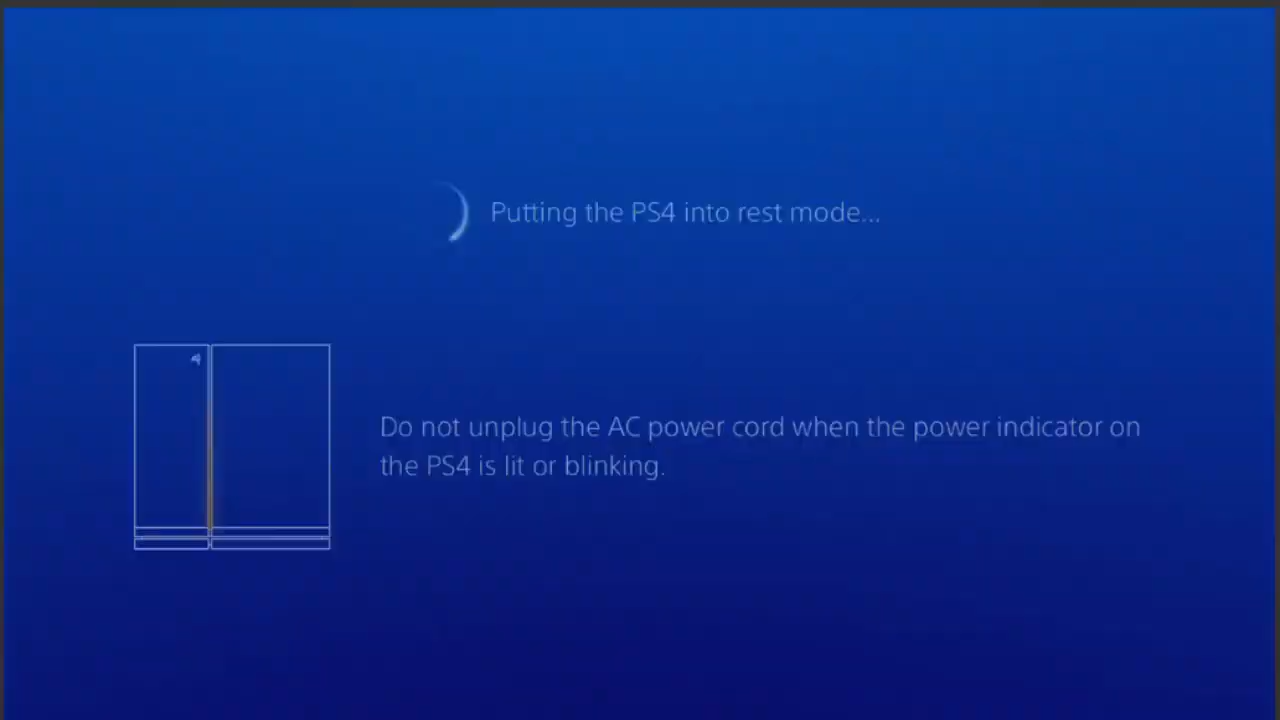 Putting the PS4 into rest mode...
Do not unplug the AC power cord when the power indicator on
the PS4 is lit or blinking.